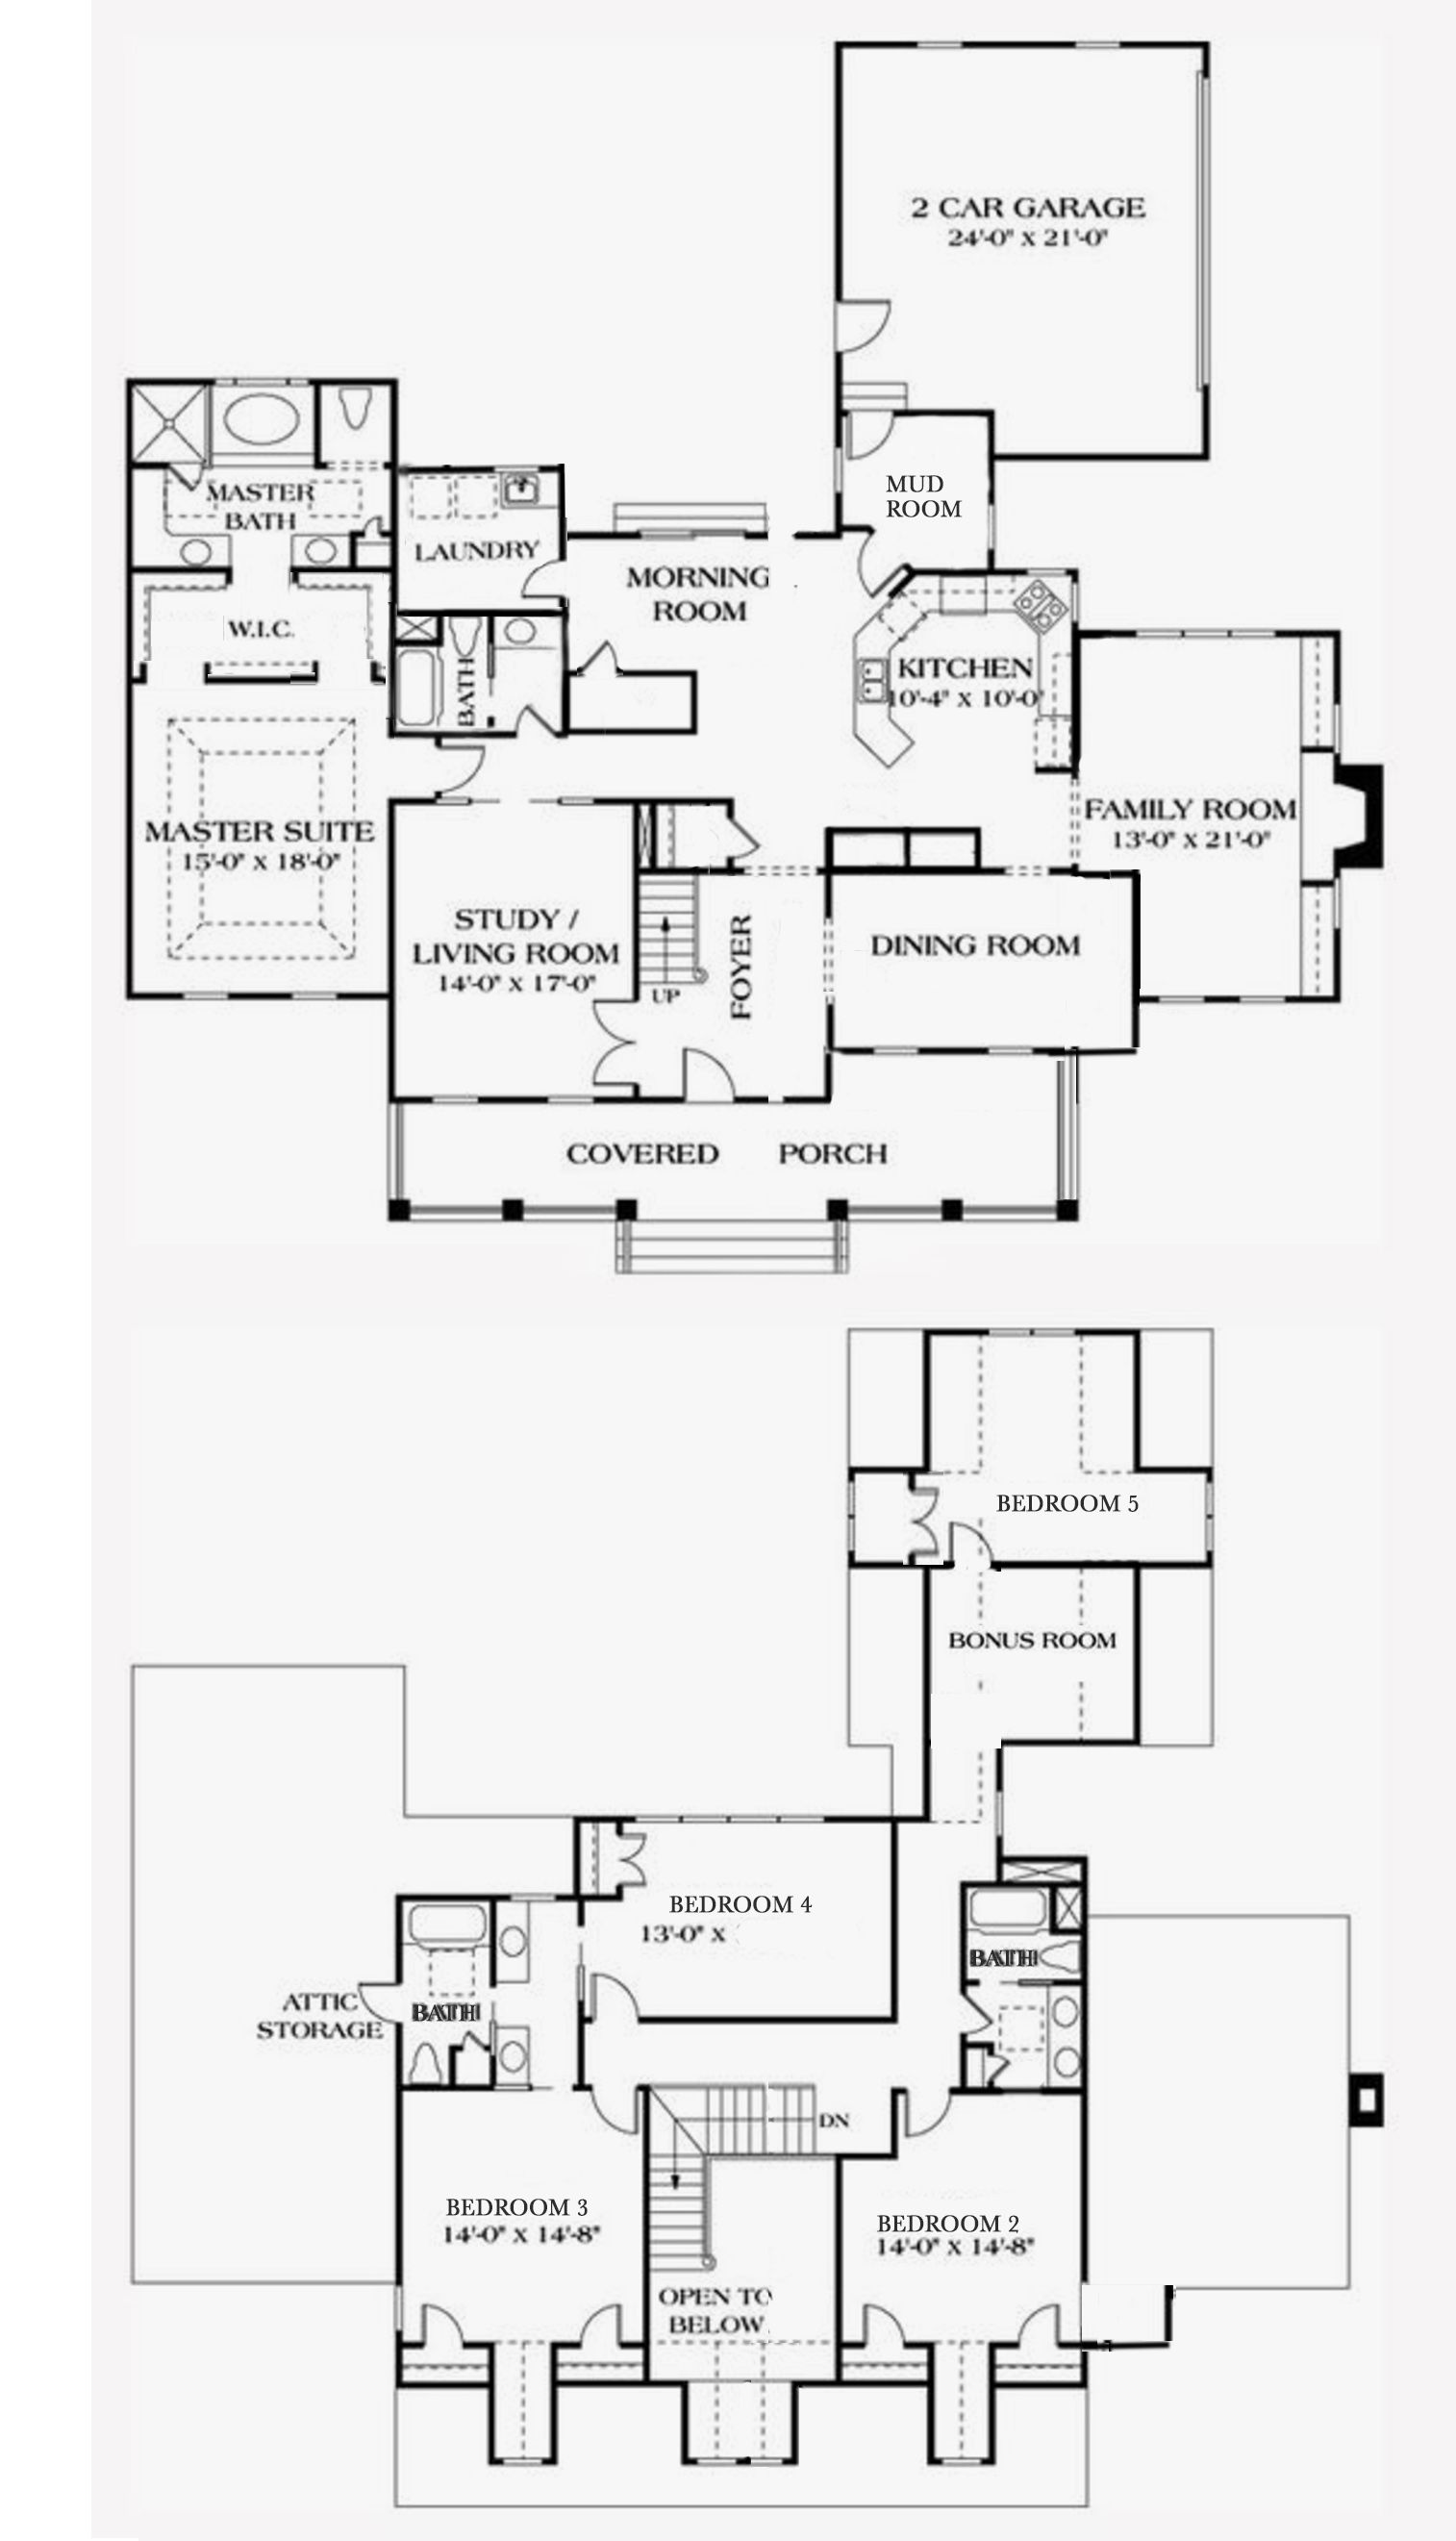 2 CAR GARAGE
24'-0" X 21'-0"
MUD
ROOM
MASTER
BATH
LAUNDRY
MORNING
ROOM
W.I.C.
BATH
KITCHEN
10'-4" X 10'-0"
MASTER SUITE
15'-0" X 18'-0"
FAMILY ROOM
13'-0" X 21'-0"
STUDY /
LIVING ROOM
14'-0" X 17'-0"
UP
FOYER
DINING ROOM
COVERED PORCH
BEDROOM 5
BONUS ROOM
BEDROOM 4
13'-0" X
BATH
ATTIC
STORAGE
BATH
DN
BEDROOM 3
14'-0" X 14'-8"
BEDROOM 2
14'-0" X 14'-8"
OPEN TO
BELOW